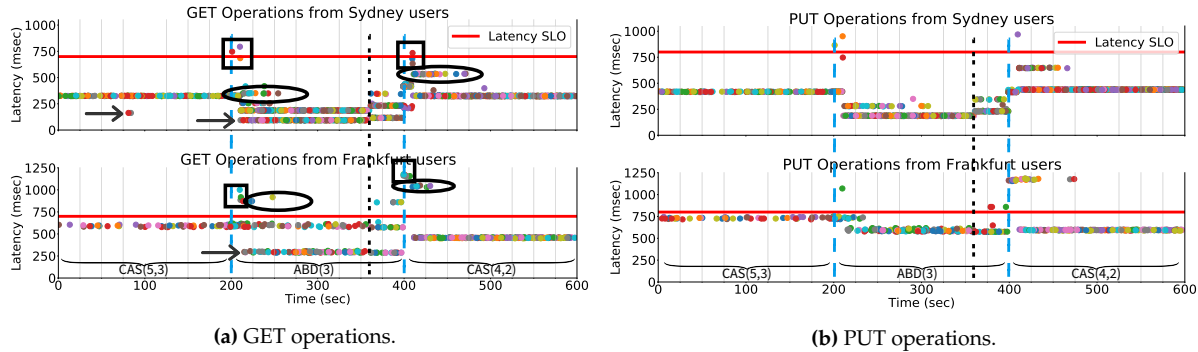 GET Operations from Sydney users
1000
750
500
250
0
Latency (msec)
Latency SLO
GET Operations from Frankfurt users
1250
1000
750
500
250
0
Latency (msec)
CAS(5,3)
ABD(3)
CAS(4,2)
0 100 200 300 400 500 600
Time (sec)
(a) GET operations.
PUT Operations from Sydney users
1000
750
500
250
0
Latency (msec)
Latency SLO
PUT Operations from Frankfurt users
1250
1000
750
500
250
0
Latency (msec)
CAS(5,3)
ABD(3)
CAS(4,2)
0 100 200 300 400 500 600
Time (sec)
(b) PUT operations.